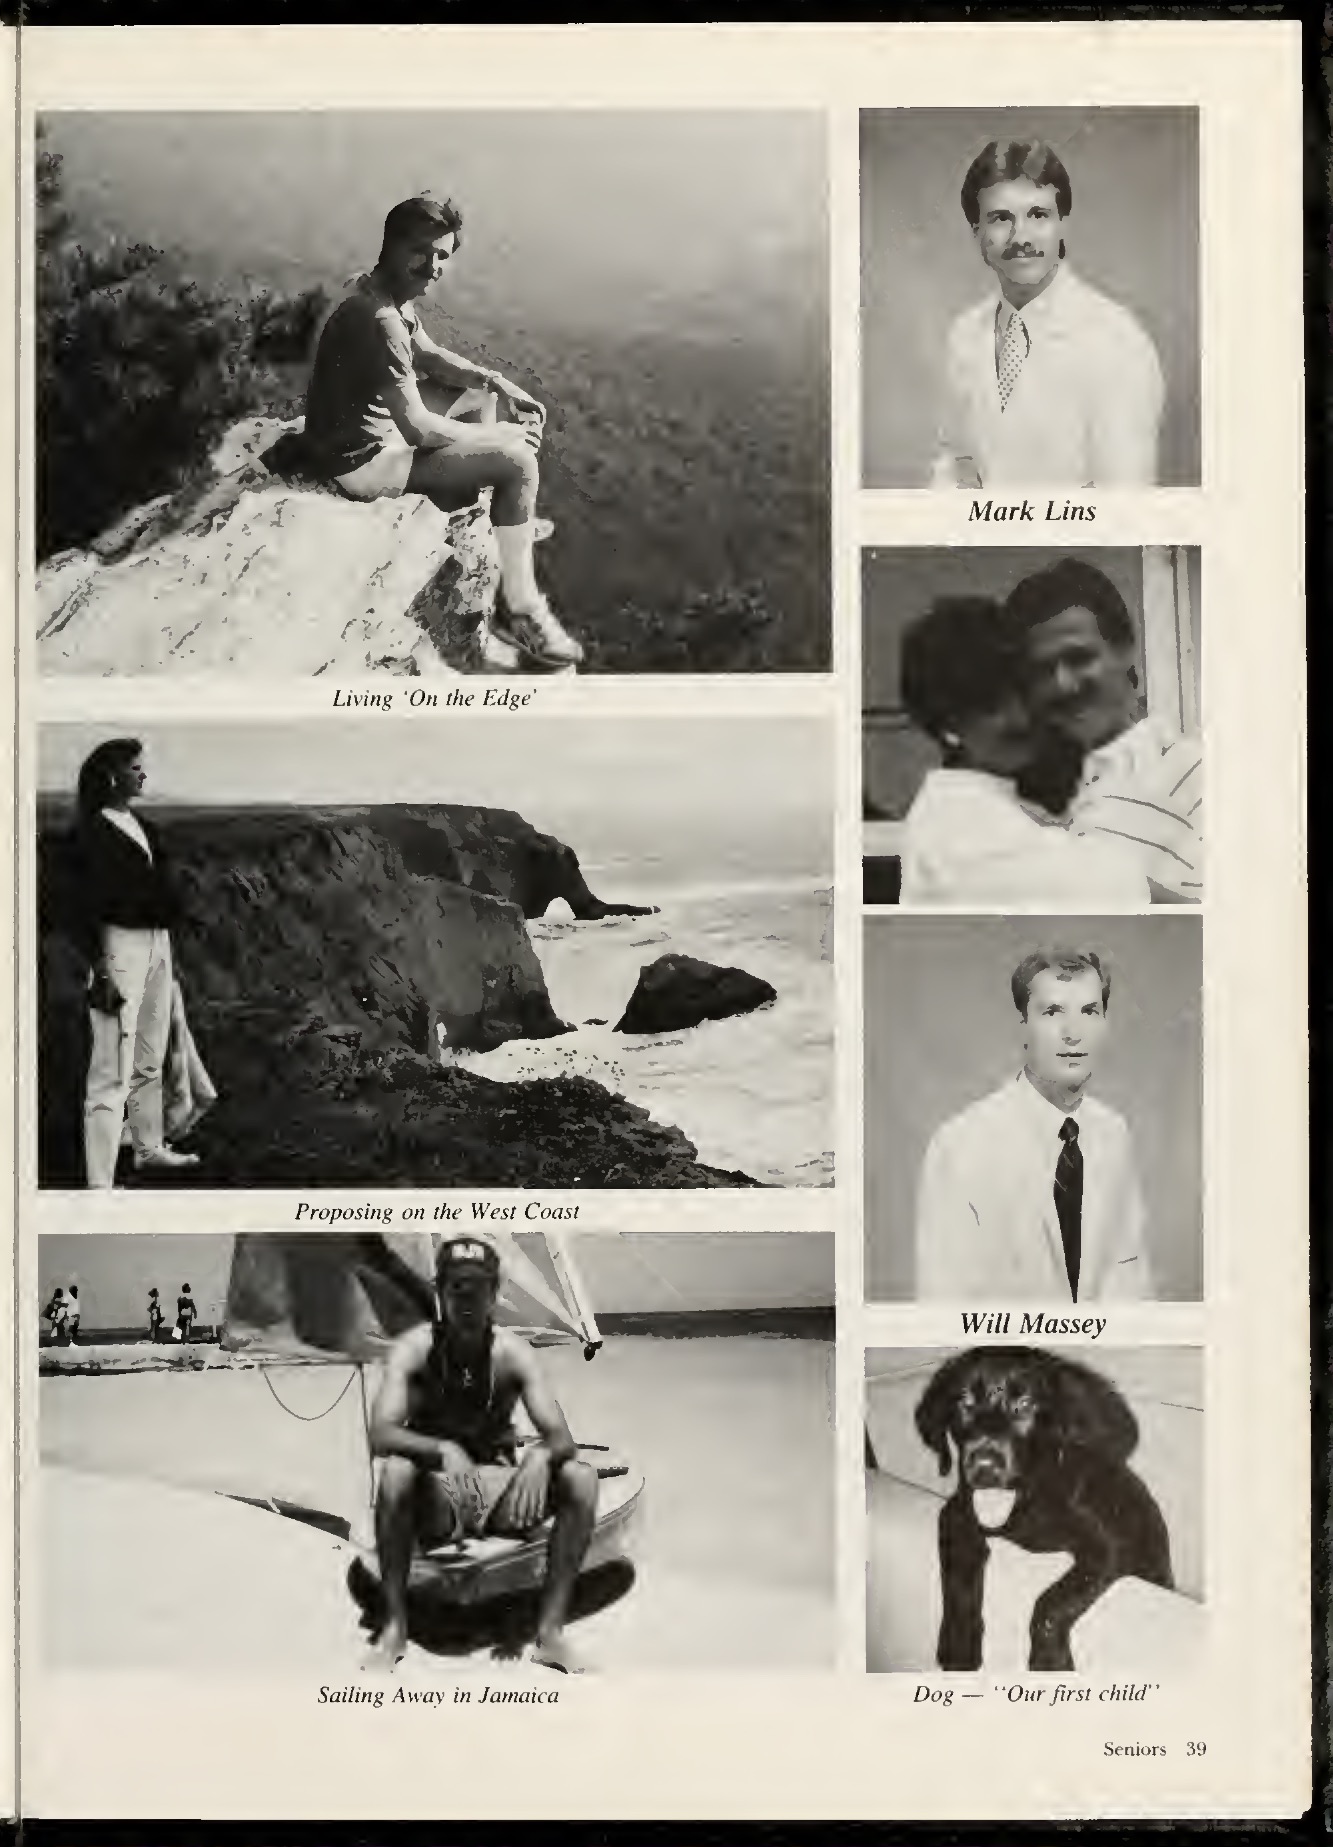 Living 'On the Edge'
Proposing on the West Coast
Sailing Away in Jamaica
Mark Lins
Will Massey
Dog — "Our first child"
Seniors 39